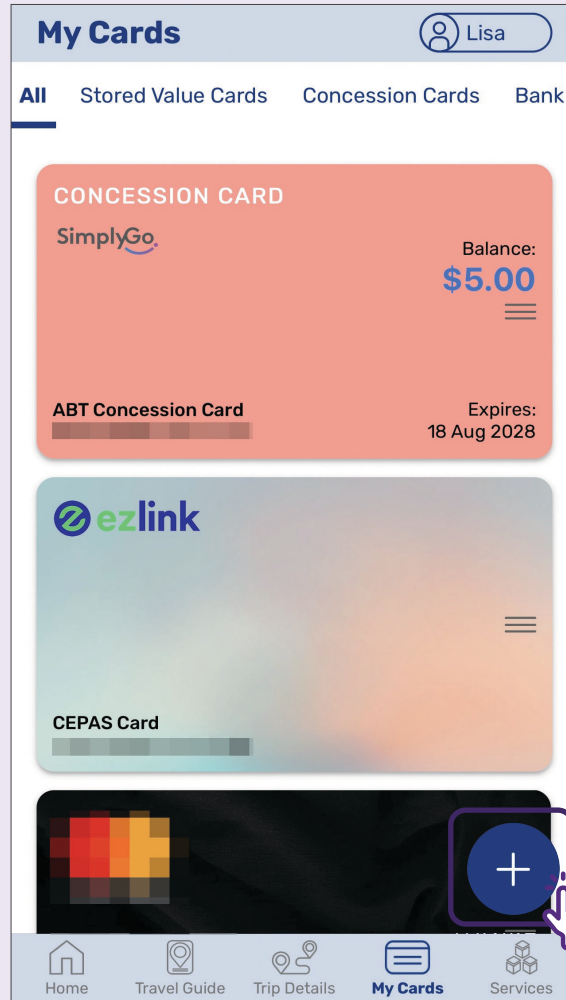 My Cards
Lisa
All Stored Value Cards Concession Cards Bank
CONCESSION CARD
SimplyGo
Balance:
$5.00
ABT Concession Card
Expires:
18 Aug 2028
ezlink
CEPAS Card
Home Travel Guide Trip Details My Cards Services